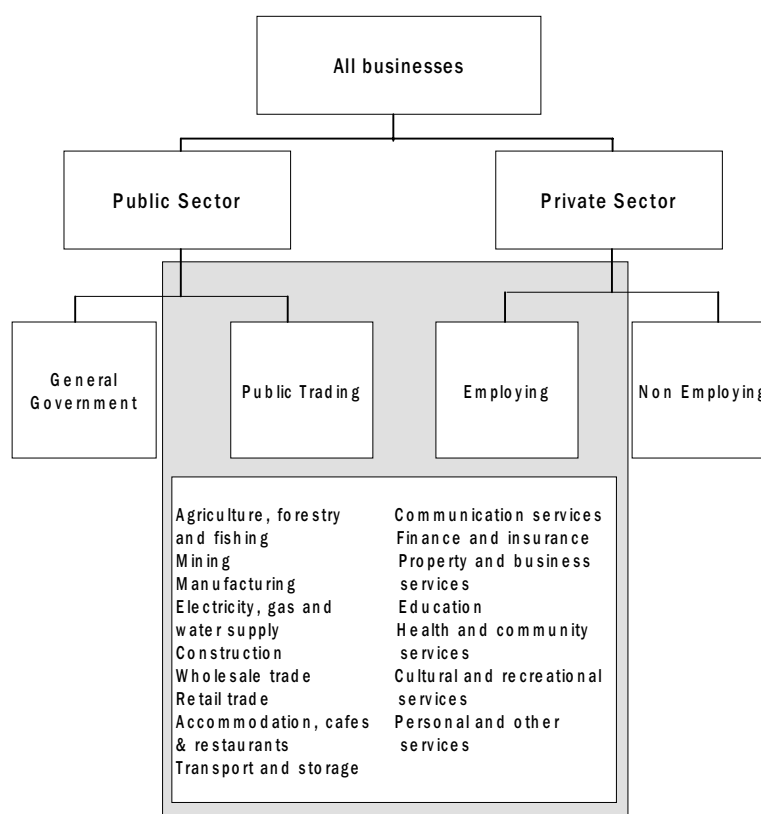 All businesses
Public Sector
Private Sector
General
Government
Public Trading
Employing
Non Employing
Agriculture, forestry
and fishing
Mining
Manufacturing
Electricity, gas and
water supply
Construction
Wholesale trade
Retail trade
Accommodation, cafes
& restaurants
Transport and storage
Communication services
Finance and insurance
Property and business
services
Education
Health and community
services
Cultural and recreational
services
Personal and other
services